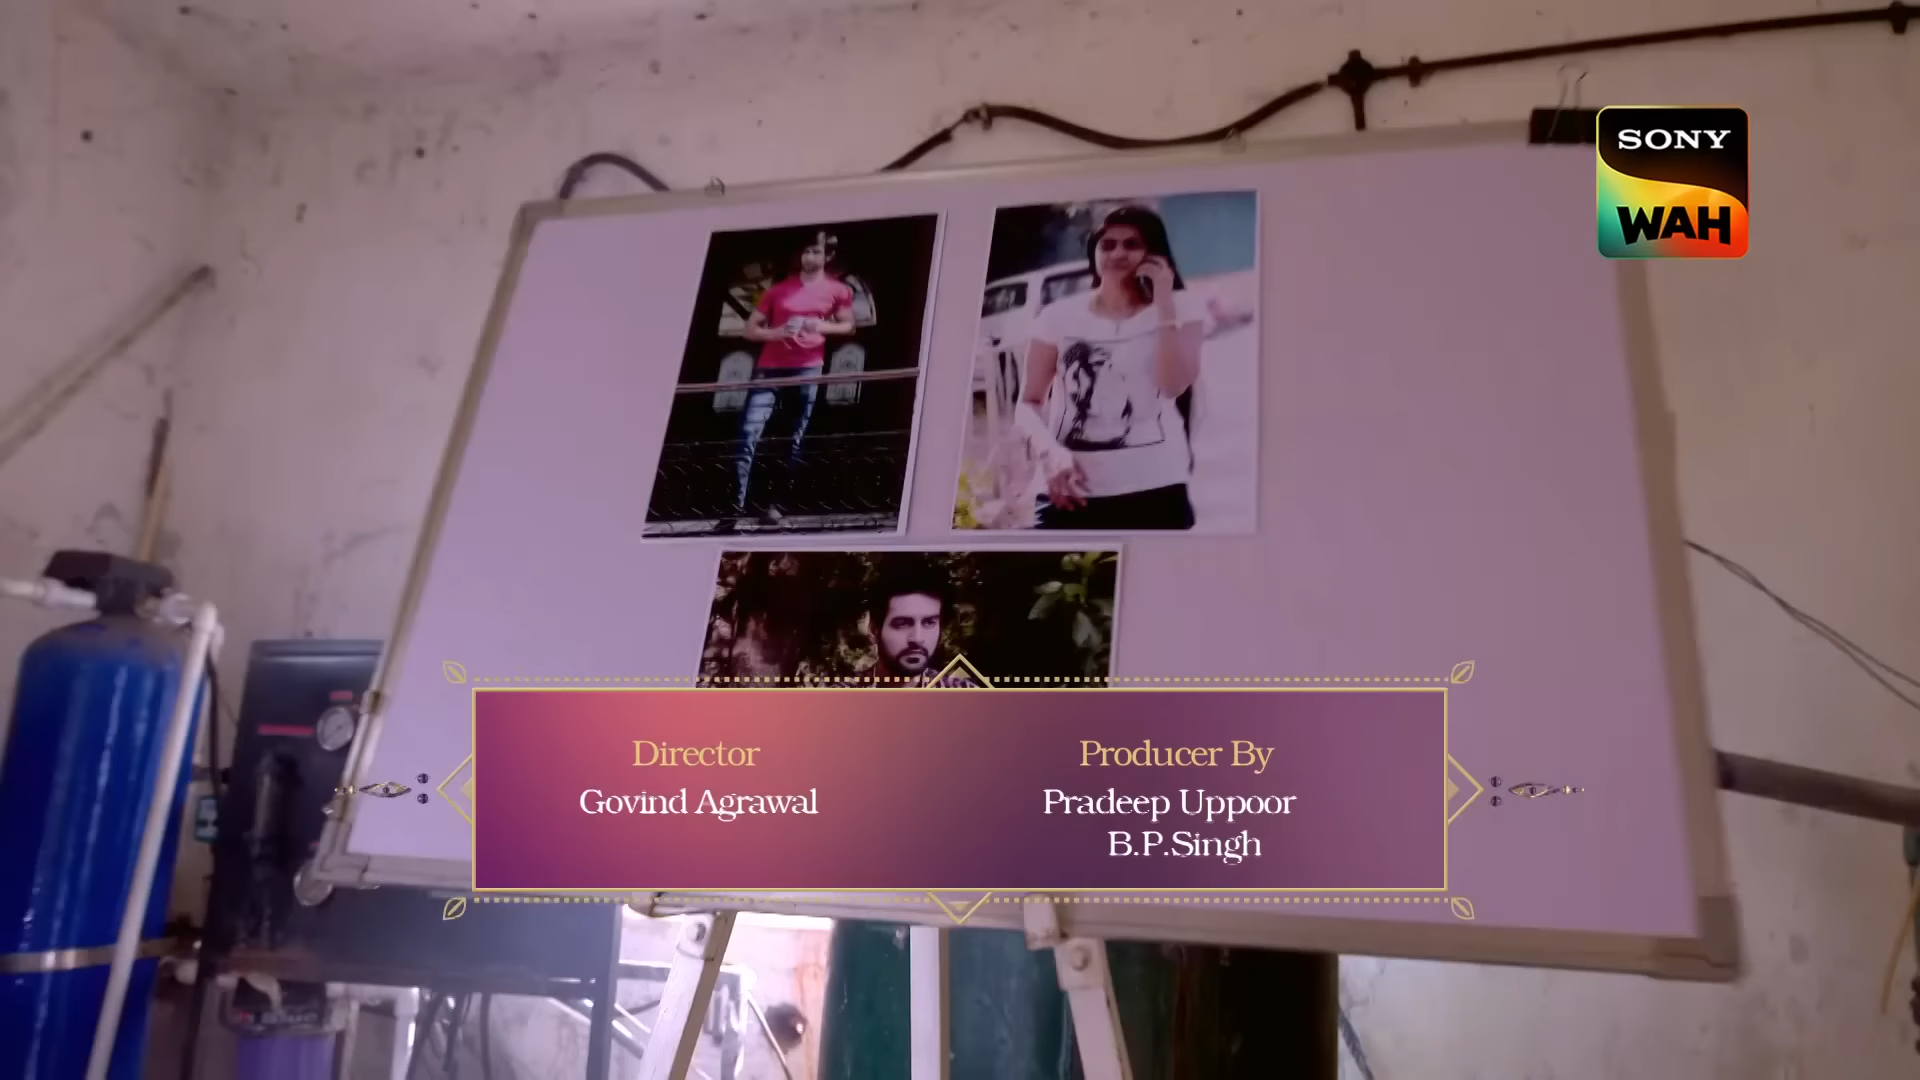 SONY
WAH
Director
Govind Agrawal
Producer By
Pradeep Uppoor
B.P.Singh